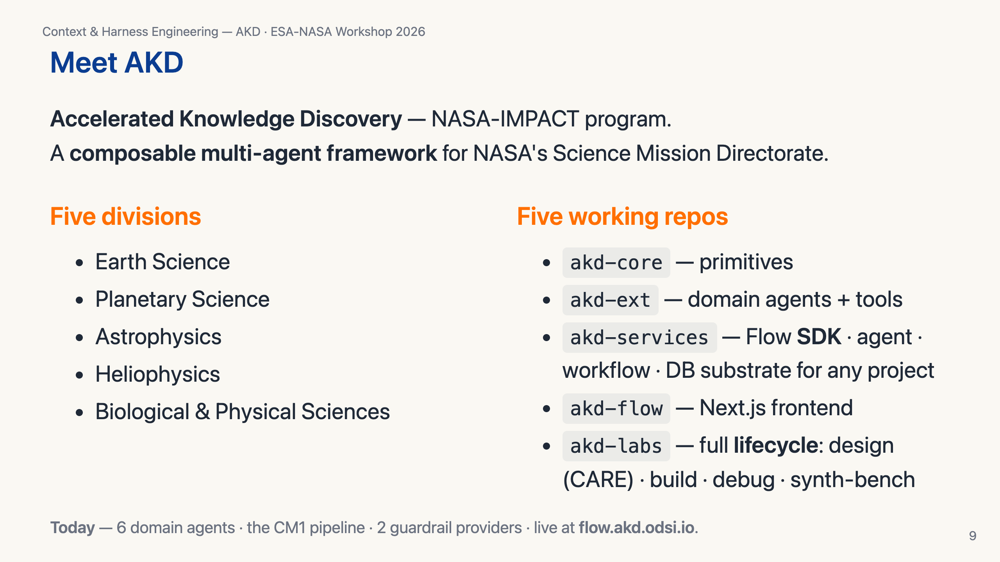 Context & Harness Engineering — AKD · ESA-NASA Workshop 2026
Meet AKD
Accelerated Knowledge Discovery — NASA-IMPACT program.
A composable multi-agent framework for NASA's Science Mission Directorate.
Five divisions
• Earth Science
• Planetary Science
• Astrophysics
• Heliophysics
• Biological & Physical Sciences
Five working repos
• akd-core — primitives
• akd-ext — domain agents + tools
• akd-services — Flow SDK · agent ·
workflow · DB substrate for any project
• akd-flow — Next.js frontend
• akd-labs — full lifecycle: design
(CARE) · build · debug · synth-bench
Today — 6 domain agents · the CM1 pipeline · 2 guardrail providers · live at flow.akd.odsi.io.
9